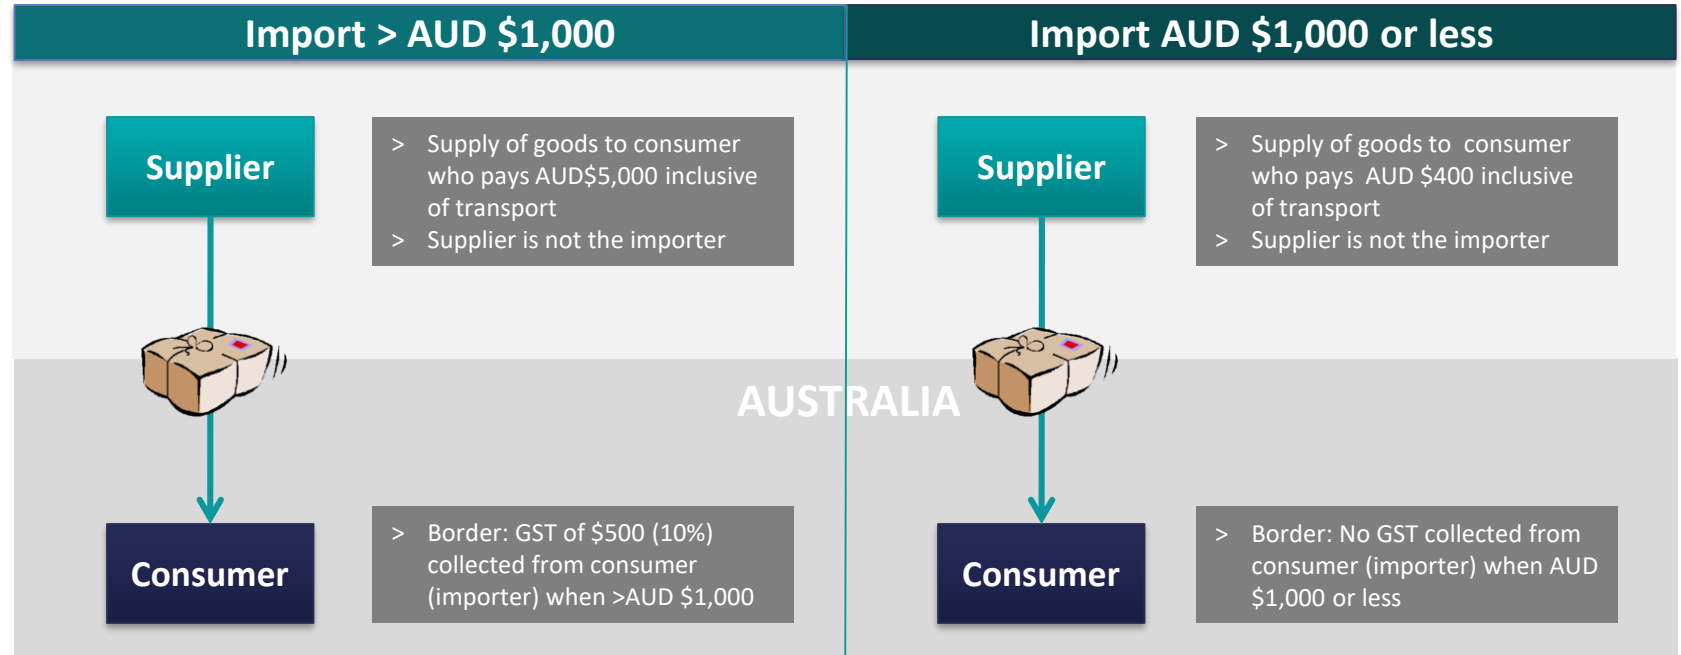 Import > AUD $1,000
Supplier
> Supply of goods to consumer
who pays AUD$5,000 inclusive
of transport
> Supplier is not the importer
Consumer
> Border: GST of $500 (10%)
collected from consumer
(importer) when >AUD $1,000
Import AUD $1,000 or less
Supplier
> Supply of goods to  consumer
who pays  AUD $400 inclusive
of transport
> Supplier is not the importer
AUSTRALIA
Consumer
> Border: No GST collected from
consumer (importer) when AUD
$1,000 or less